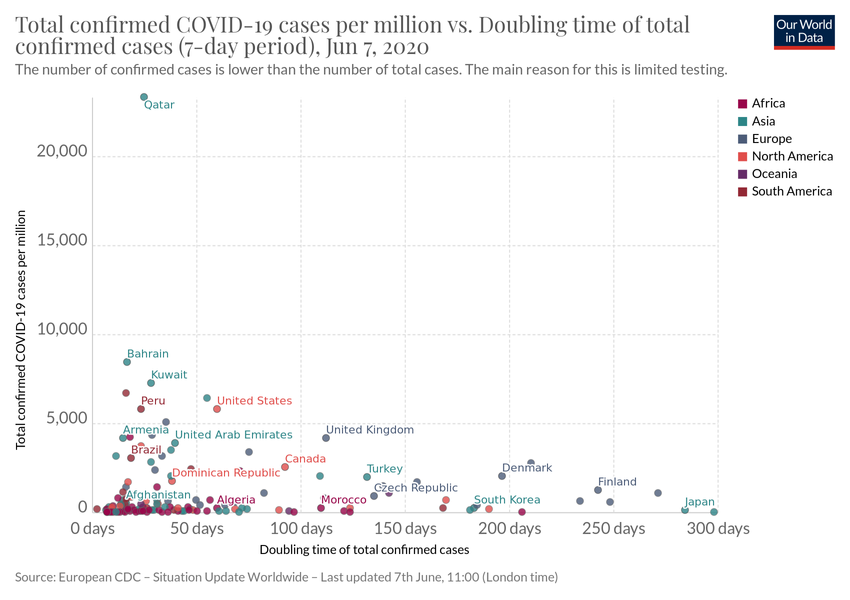 Total confirmed COVID-19 cases per million vs. Doubling time of total
confirmed cases (7-day period), Jun 7, 2020
The number of confirmed cases is lower than the number of total cases. The main reason for this is limited testing.
Our World
in Data
Qatar
Africa
Asia
Europe
North America
Oceania
South America
Total confirmed COVID-19 cases per million
20,000
15,000
10,000
5,000
0
Bahrain
Kuwait
Peru
United States
Armenia
United Arab Emirates
United Kingdom
Brazil
Canada
Dominican Republic
Turkey
Denmark
Czech Republic
Finland
Afghanistan
Algeria
Morocco
South Korea
Japan
0 days
50 days
100 days
150 days
200 days
250 days
300 days
Doubling time of total confirmed cases
Source: European CDC – Situation Update Worldwide – Last updated 7th June, 11:00 (London time)